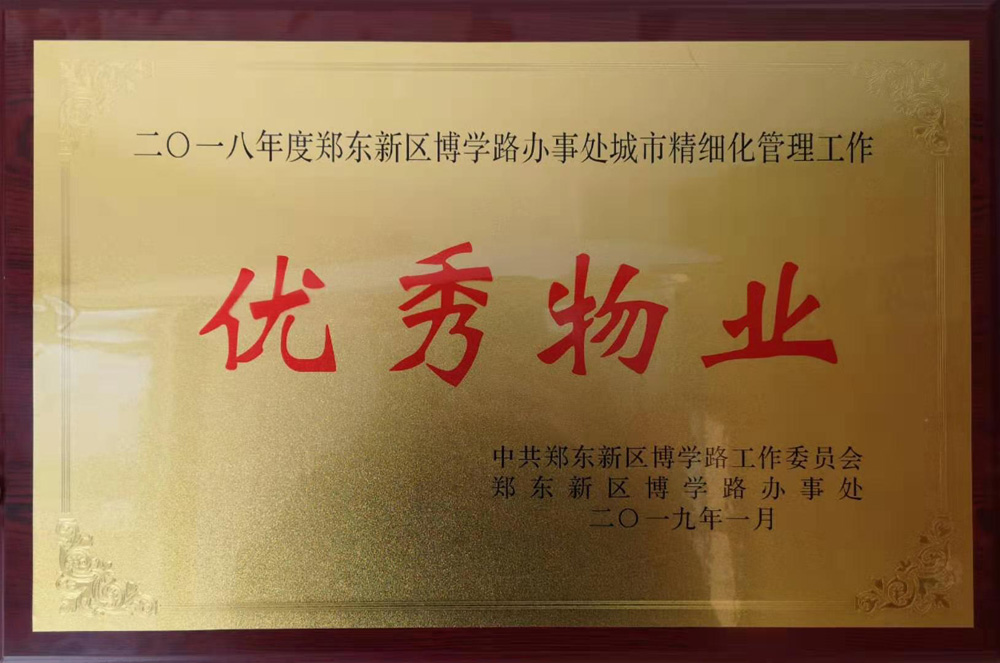 二〇一八年度郑东新区博学路办事处城市精细化管理工作
优秀物业
中共郑东新区博学路工作委员会
郑东新区博学路办事处
二〇一九年一月